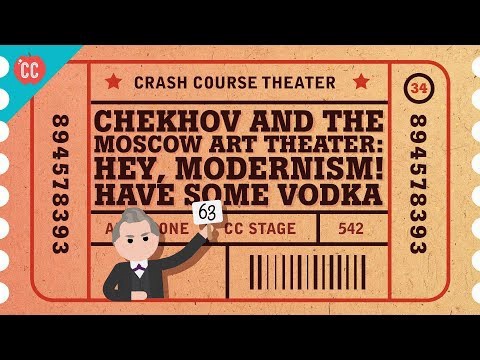 CC
CRASH COURSE THEATER
34
CHEKHOV AND THE
MOSCOW ART THEATER:
HEY, MODERNISM!
HAVE SOME VODKA
894578393
894578393
63
A
ONE
CC STAGE
542